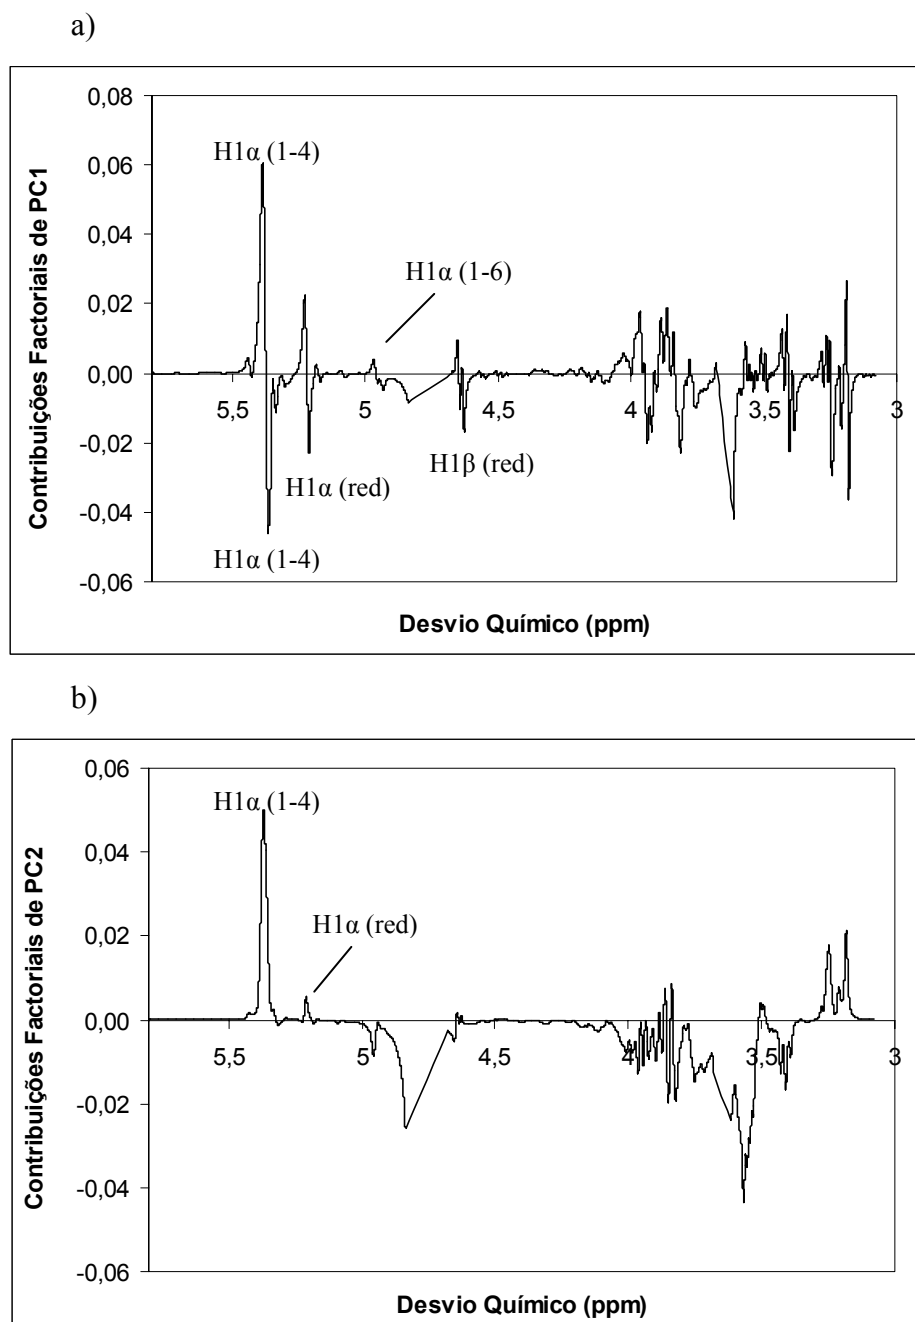 a)
0,08
0,06
0,04
0,02
0,00
-0,02
-0,04
-0,06
Contribuições Factoriais de PC1
H1α (1-4)
H1α (1-6)
5,5 5 4,5 4 3,5 3
H1β (red)
H1α (red)
H1α (1-4)
Desvio Químico (ppm)
b)
0,06
0,04
0,02
0,00
-0,02
-0,04
-0,06
Contribuições Factoriais de PC2
H1α (1-4)
H1α (red)
5,5 5 4,5 4 3,5 3
Desvio Químico (ppm)